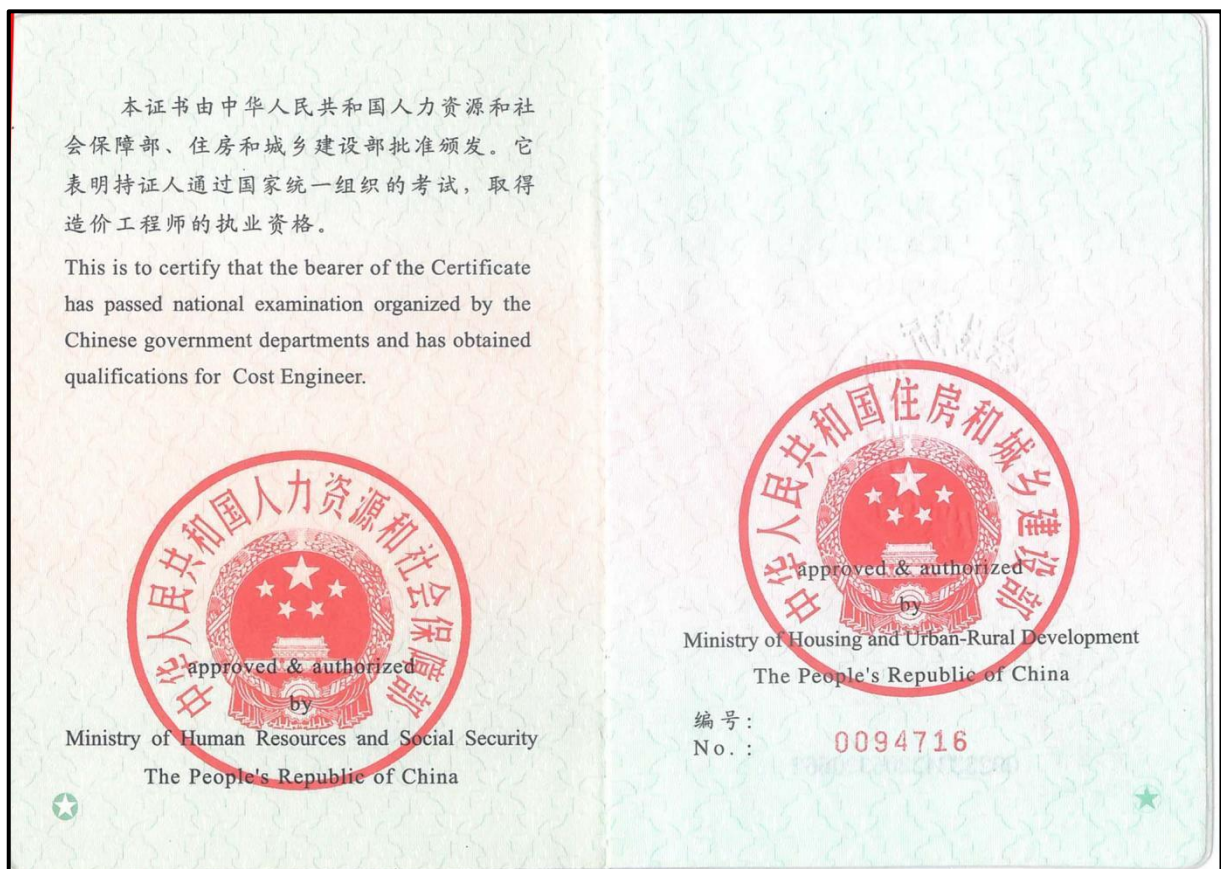 本证书由中华人民共和国人力资源和社
会保障部、住房和城乡建设部批准颁发。它
表明持证人通过国家统一组织的考试，取得
造价工程师的执业资格。
This is to certify that the bearer of the Certificate
has passed national examination organized by the
Chinese government departments and has obtained
qualifications for Cost Engineer.
中华人民共和国人力资源和社会保障部
approved & authorized
by
Ministry of Human Resources and Social Security
The People's Republic of China
中华人民共和国住房和城乡建设部
approved & authorized
by
Ministry of Housing and Urban-Rural Development
The People's Republic of China
编号:
No. : 0094716